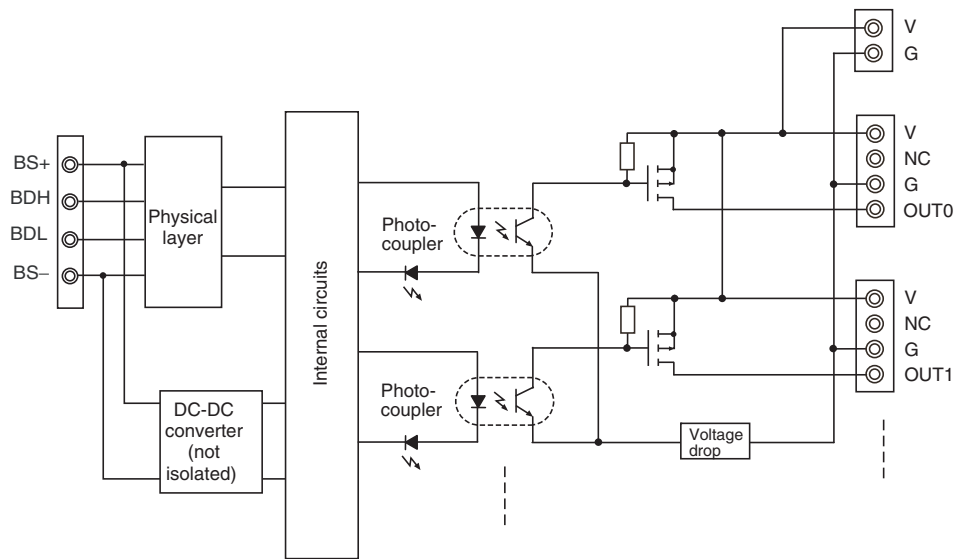 V
G
BS+
BDH
BDL
BS–
Physical
layer
DC-DC
converter
(not
isolated)
Internal circuits
Photo-
coupler
Photo-
coupler
V
NC
G
OUT0
V
NC
G
OUT1
Voltage
drop